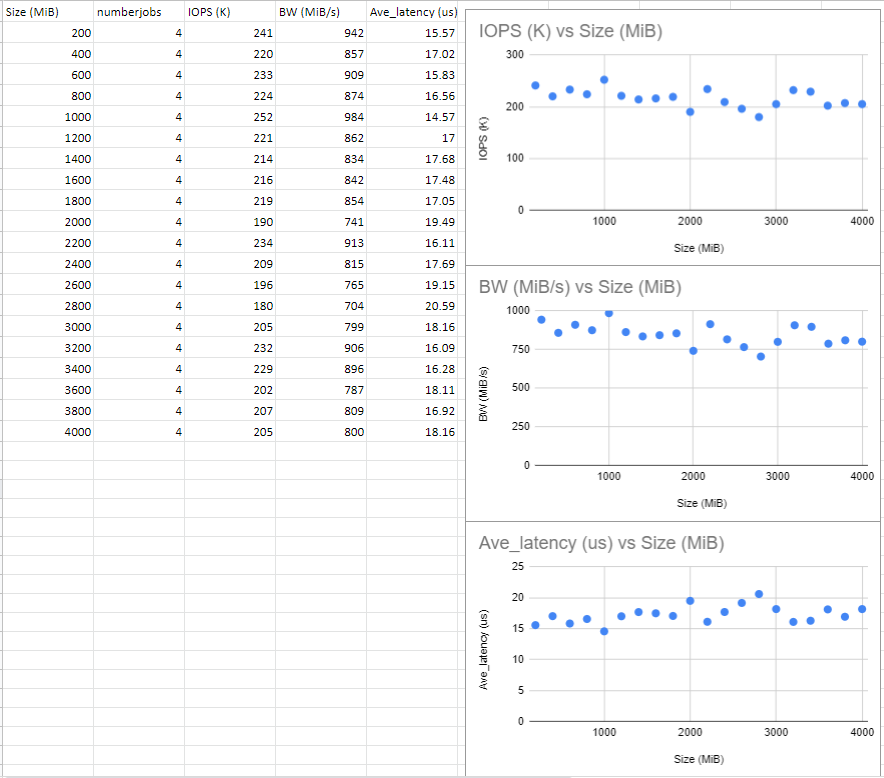 Size (MiB) numberjobs IOPS (K) BW (MiB/s) Ave_latency (us)
200 4 241 942 15.57
400 4 220 857 17.02
600 4 233 909 15.83
800 4 224 874 16.56
1000 4 252 984 14.57
1200 4 221 862 17
1400 4 214 834 17.68
1600 4 216 842 17.48
1800 4 219 854 17.05
2000 4 190 741 19.49
2200 4 234 913 16.11
2400 4 209 815 17.69
2600 4 196 765 19.15
2800 4 180 704 20.59
3000 4 205 799 18.16
3200 4 232 906 16.09
3400 4 229 896 16.28
3600 4 202 787 18.11
3800 4 207 809 16.92
4000 4 205 800 18.16
IOPS (K) vs Size (MiB)
300
200
100
0
IOPS (K)
1000 2000 3000 4000
Size (MiB)
BW (MiB/s) vs Size (MiB)
1000
750
500
250
0
BW (MiB/s)
1000 2000 3000 4000
Size (MiB)
Ave_latency (us) vs Size (MiB)
25
20
15
10
5
0
Ave_latency (us)
1000 2000 3000 4000
Size (MiB)